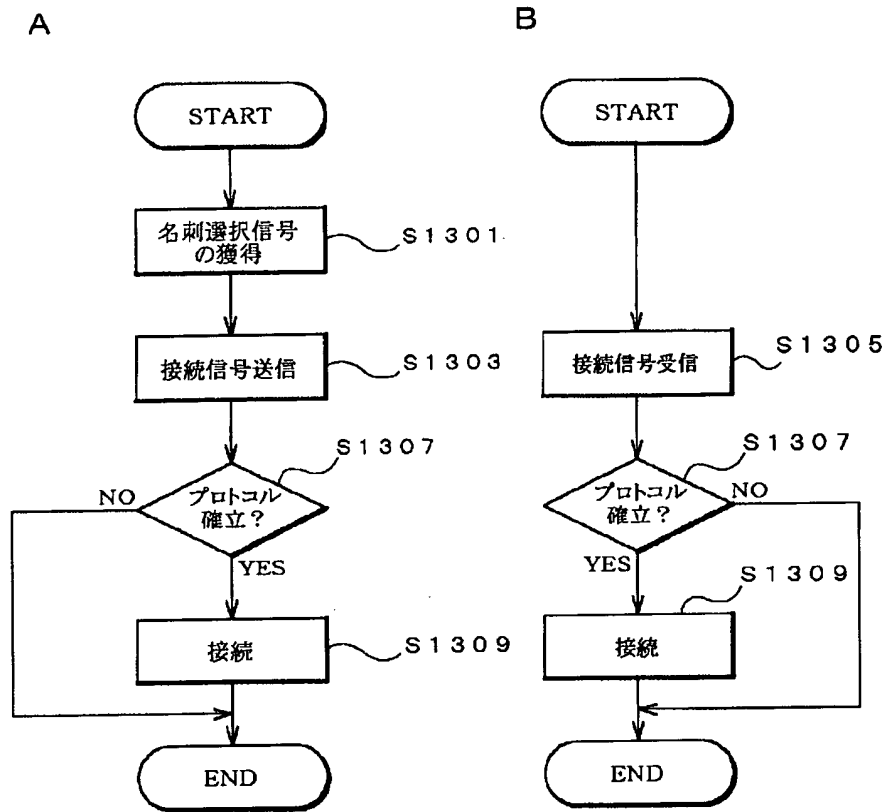 A
START
名刺選択信号
の獲得
S1301
接続信号送信
S1303
S1307
プロトコル
確立?
NO
YES
接続
S1309
END
B
START
接続信号受信
S1305
S1307
プロトコル
確立?
NO
YES
S1309
接続
END